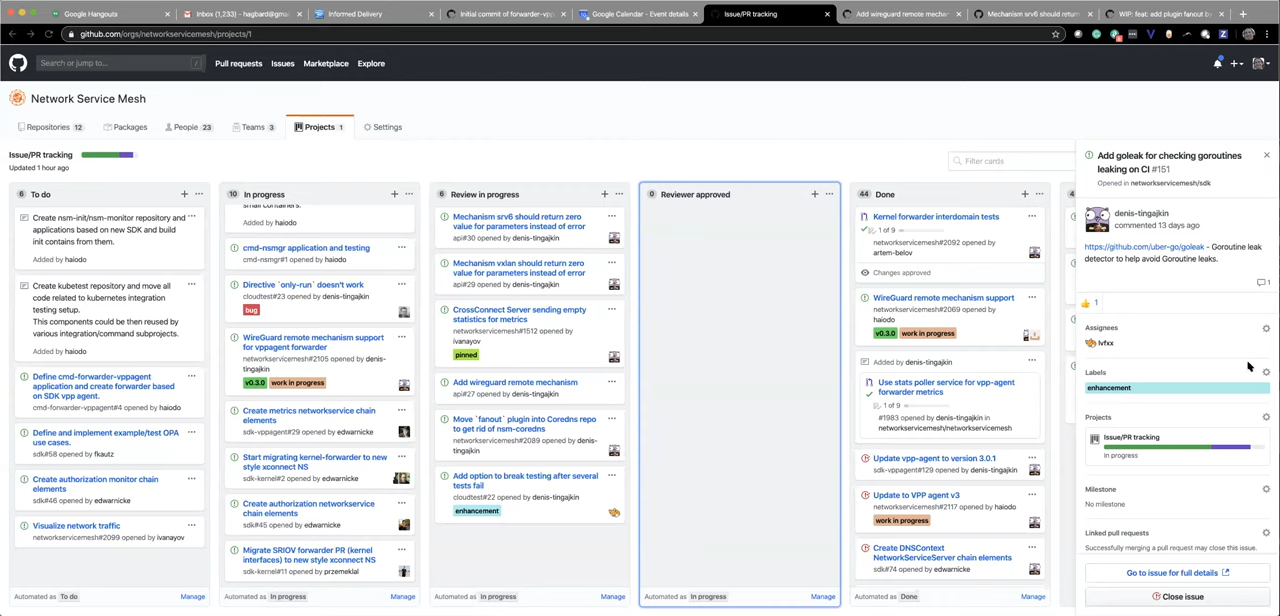 Google Hangouts
Inbox (1,233) - hagbard@gmai
Informed Delivery
Initial commit of forwarder-vpp
Google Calendar - Event details
Issue/PR tracking
Add wireguard remote mechan
Mechanism srv6 should return
WIP: feat: add plugin fanout b
github.com/orgs/networkservicemesh/projects/1
Search or jump to...
Pull requests
Issues
Marketplace
Explore
Network Service Mesh
Repositories 12
Packages
People 23
Teams 3
Projects 1
Settings
Issue/PR tracking
Updated 1 hour ago
Filter cards
6 To do
Create nsm-init/nsm-monitor repository and
applications based on new SDK and build
init contains from them.
Added by haiodo
Create kubetest repository and move all
code related to kubernetes integration
testing setup.
This components could be then reused by
various integration/command subprojects.
Added by haiodo
Define cmd-forwarder-vppagent
application and create forwarder based
on SDK vpp agent.
cmd-forwarder-vppagent#4 opened by haiodo
Define and implement example/test OPA
use cases.
sdk#58 opened by fkautz
Create authorization monitor chain
elements
sdk#46 opened by edwarnicke
Visualize network traffic
networkservicemesh#2099 opened by ivanayov
Automated as To do
Manage
10 In progress
small containers.
Added by haiodo
cmd-nsmgr application and testing
cmd-nsmgr#1 opened by haiodo
Directive `only-run` doesn't work
cloudtest#23 opened by denis-tingajkin
bug
WireGuard remote mechanism support
for vppagent forwarder
networkservicemesh#2105 opened by denis-
tingajkin
v0.3.0 work in progress
Create metrics networkservice chain
elements
sdk-vppagent#29 opened by edwarnicke
Start migrating kernel-forwarder to new
style xconnect NS
sdk-kernel#2 opened by edwarnicke
Create authorization networkservice
chain elements
sdk#45 opened by edwarnicke
Migrate SRIOV forwarder PR (kernel
interfaces) to new style xconnect NS
sdk-kernel#11 opened by przemeklal
Automated as In progress
Manage
6 Review in progress
Mechanism srv6 should return zero
value for parameters instead of error
api#30 opened by denis-tingajkin
Mechanism vxlan should return zero
value for parameters instead of error
api#29 opened by denis-tingajkin
CrossConnect Server sending empty
statistics for metrics
networkservicemesh#1512 opened by
ivanayov
pinned
Add wireguard remote mechanism
api#27 opened by denis-tingajkin
Move `fanout` plugin into Coredns repo
to get rid of nsm-coredns
networkservicemesh#2089 opened by denis-
tingajkin
Add option to break testing after several
tests fail
cloudtest#22 opened by denis-tingajkin
enhancement
Automated as In progress
Manage
0 Reviewer approved
Automated as In progress
Manage
44 Done
Kernel forwarder interdomain tests
1 of 9
networkservicemesh#2092 opened by
artem-belov
Changes approved
WireGuard remote mechanism support
networkservicemesh#2069 opened by
haiodo
v0.3.0 work in progress
Added by denis-tingajkin
Use stats poller service for vpp-agent
forwarder metrics
1 of 9
#1983 opened by denis-tingajkin in
networkservicemesh/networkservicemesh
Update vpp-agent to version 3.0.1
sdk-vppagent#129 opened by denis-tingajkin
Update to VPP agent v3
networkservicemesh#2117 opened by haiodo
work in progress
Create DNSContext
NetworkServiceServer chain elements
sdk#74 opened by edwarnicke
Automated as Done
Manage
4
Add goleak for checking goroutines
leaking on CI #151
Opened in networkservicemesh/sdk
denis-tingajkin
commented 13 days ago
https://github.com/uber-go/goleak - Goroutine leak
detector to help avoid Goroutine leaks.
1
1
Assignees
lvfxx
Labels
enhancement
Projects
Issue/PR tracking
In progress
Milestone
No milestone
Linked pull requests
Successfully merging a pull request may close this issue.
Go to issue for full details
Close issue